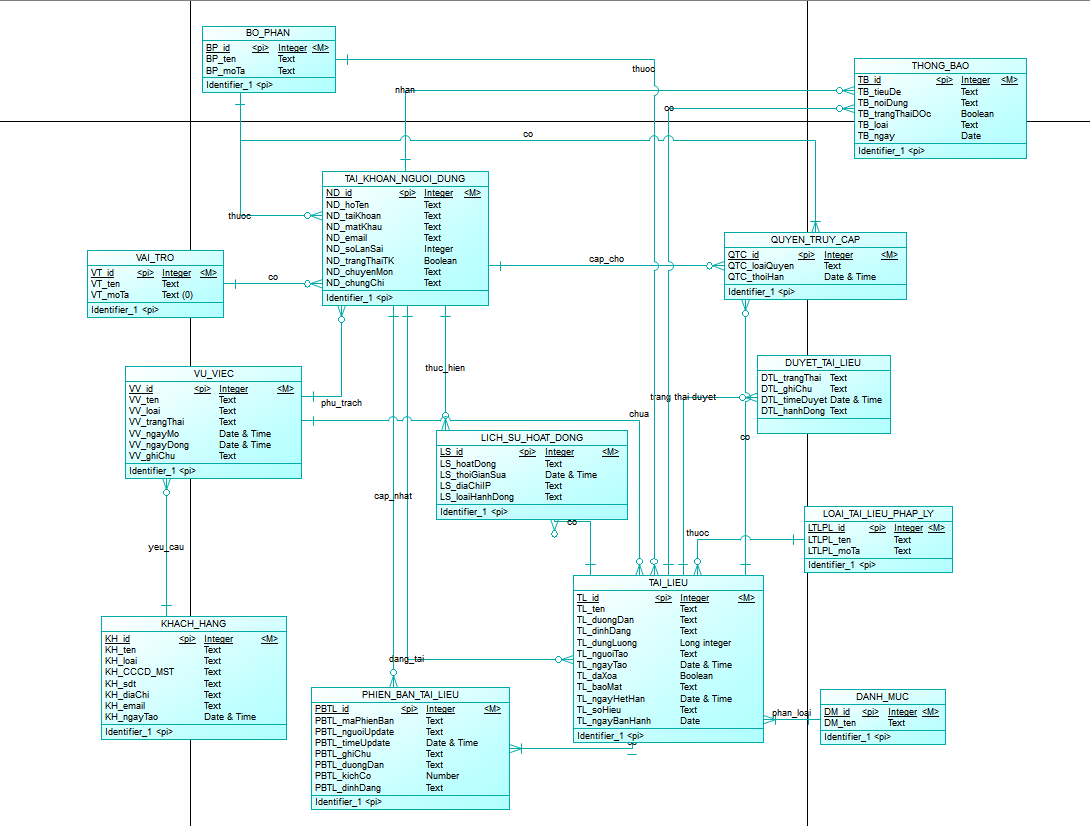 BO_PHAN
BP_id <pi> Integer <M>
BP_ten Text
BP_moTa Text
Identifier_1 <pi>
thuoc
nhan
co
THONG_BAO
TB_id <pi> Integer <M>
TB_tieuDe Text
TB_noiDung Text
TB_trangThaiDOc Boolean
TB_loai Text
TB_ngay Date
Identifier_1 <pi>
co
TAI_KHOAN_NGUOI_DUNG
ND_id <pi> Integer <M>
ND_hoTen Text
ND_taiKhoan Text
ND_matKhau Text
ND_email Text
ND_soLanSai Integer
ND_trangThaiTK Boolean
ND_chuyenMon Text
ND_chungChi Text
Identifier_1 <pi>
thuoc
VAI_TRO
VT_id <pi> Integer <M>
VT_ten Text
VT_moTa Text (0)
Identifier_1 <pi>
co
cap_cho
QUYEN_TRUY_CAP
QTC_id <pi> Integer <M>
QTC_loaiQuyen Text
QTC_thoiHan Date & Time
Identifier_1 <pi>
VU_VIEC
VV_id <pi> Integer <M>
VV_ten Text
VV_loai Text
VV_trangThai Text
VV_ngayMo Date & Time
VV_ngayDong Date & Time
VV_ghiChu Text
Identifier_1 <pi>
phu_trach
thuc_hien
DUYET_TAI_LIEU
DTL_trangThai Text
DTL_ghiChu Text
DTL_timeDuyet Date & Time
DTL_hanhDong Text
trang thai duyet
chua
co
LICH_SU_HOAT_DONG
LS_id <pi> Integer <M>
LS_hoatDong Text
LS_thoiGianSua Date & Time
LS_diaChiIP Text
LS_loaiHanhDong Text
Identifier_1 <pi>
cap_nhat
co
thuoc
LOAI_TAI_LIEU_PHAP_LY
LTLPL_id <pi> Integer <M>
LTLPL_ten Text
LTLPL_moTa Text
Identifier_1 <pi>
yeu_cau
KHACH_HANG
KH_id <pi> Integer <M>
KH_ten Text
KH_loai Text
KH_CCCD_MST Text
KH_sdt Text
KH_diaChi Text
KH_email Text
KH_ngayTao Date & Time
Identifier_1 <pi>
TAI_LIEU
TL_id <pi> Integer <M>
TL_ten Text
TL_duongDan Text
TL_dinhDang Text
TL_dungLuong Long integer
TL_nguoiTao Text
TL_ngayTao Date & Time
TL_daXoa Boolean
TL_baoMat Text
TL_ngayHetHan Date & Time
TL_soHieu Text
TL_ngayBanHanh Date
Identifier_1 <pi>
dang_tai
PHIEN_BAN_TAI_LIEU
PBTL_id <pi> Integer <M>
PBTL_maPhienBan Text
PBTL_nguoiUpdate Text
PBTL_timeUpdate Date & Time
PBTL_ghiChu Text
PBTL_duongDan Text
PBTL_kichCo Number
PBTL_dinhDang Text
Identifier_1 <pi>
co
phan_loai
DANH_MUC
DM_id <pi> Integer <M>
DM_ten Text
Identifier_1 <pi>